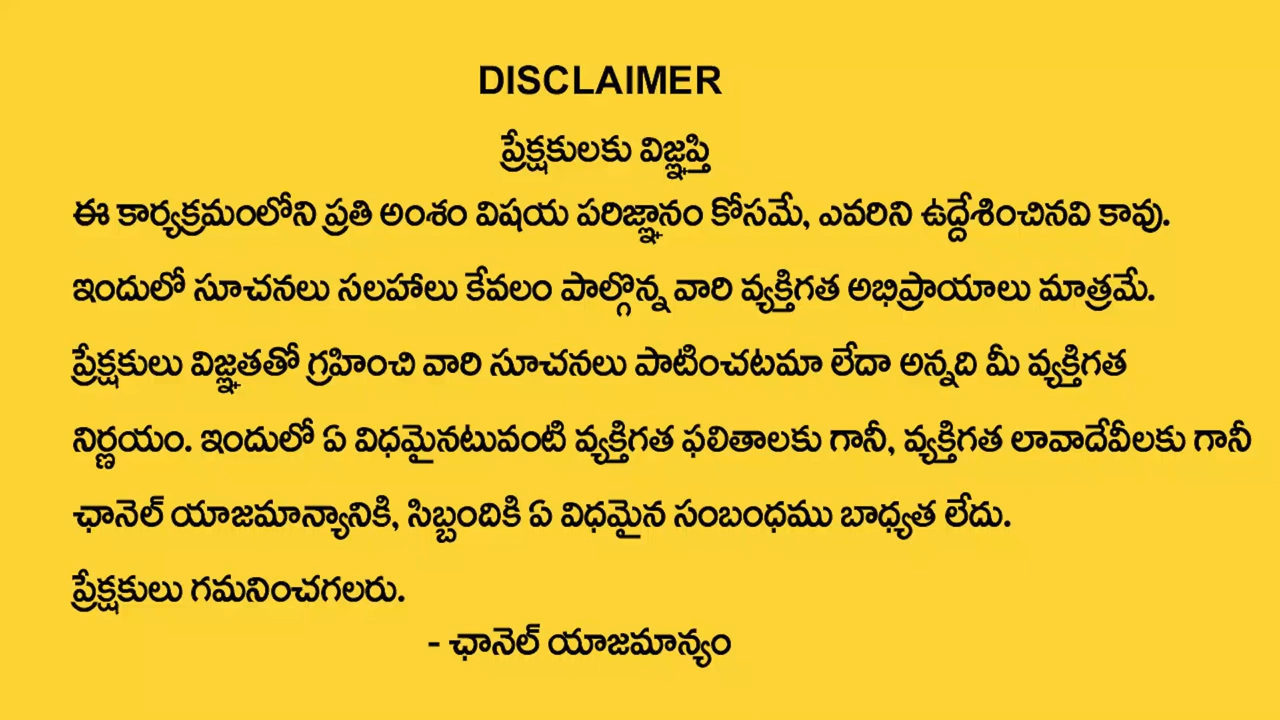 DISCLAIMER
ప్రేక్షకులకు విజ్ఞప్తి
ఈ కార్యక్రమంలోని ప్రతి అంశం విషయ పరిజ్ఞానం కోసమే, ఎవరిని ఉద్దేశించినవి కావు.
ఇందులో సూచనలు సలహాలు కేవలం పాల్గొన్న వారి వ్యక్తిగత అభిప్రాయాలు మాత్రమే.
ప్రేక్షకులు విజ్ఞతతో గ్రహించి వారి సూచనలు పాటించటమా లేదా అన్నది మీ వ్యక్తిగత
నిర్ణయం. ఇందులో ఏ విధమైనటువంటి వ్యక్తిగత ఫలితాలకు గానీ, వ్యక్తిగత లావాదేవీలకు గానీ
ఛానెల్ యాజమాన్యానికి, సిబ్బందికి ఏ విధమైన సంబంధము బాధ్యత లేదు.
ప్రేక్షకులు గమనించగలరు.
- ఛానెల్ యాజమాన్యం